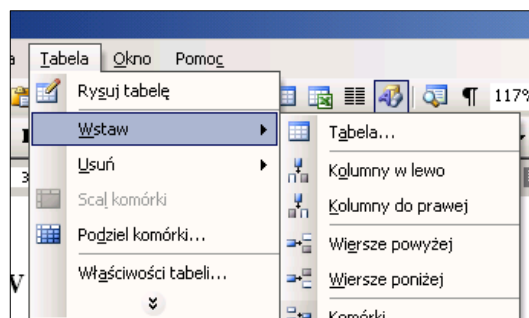 Tabela Okno Pomoc
Rysuj tabelę
117%
Wstaw
Tabela...
Usuń
Kolumny w lewo
Scal komórki
Kolumny do prawej
Podziel komórki...
Wiersze powyżej
Właściwości tabeli...
Wiersze poniżej
Komórki